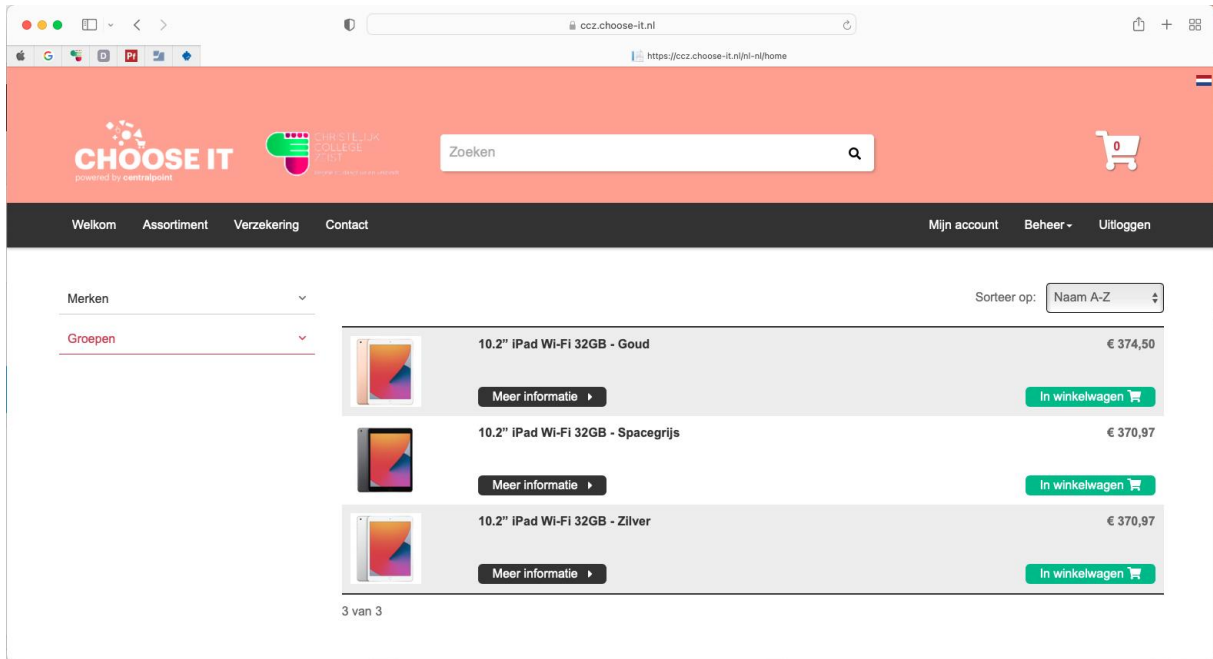 ccz.choose-it.nl
https://ccz.choose-it.nl/nl-nl/home
CHOOSE IT
powered by centralpoint
CHRISTELIJK
COLLEGE
ZEIST
Zoeken
0
Welkom Assortiment Verzekering Contact Mijn account Beheer Uitloggen
Merken
Groepen
Sorteer op: Naam A-Z
10.2” iPad Wi-Fi 32GB - Goud € 374,50
Meer informatie In winkelwagen
10.2” iPad Wi-Fi 32GB - Spacegrijs € 370,97
Meer informatie In winkelwagen
10.2” iPad Wi-Fi 32GB - Zilver € 370,97
Meer informatie In winkelwagen
3 van 3